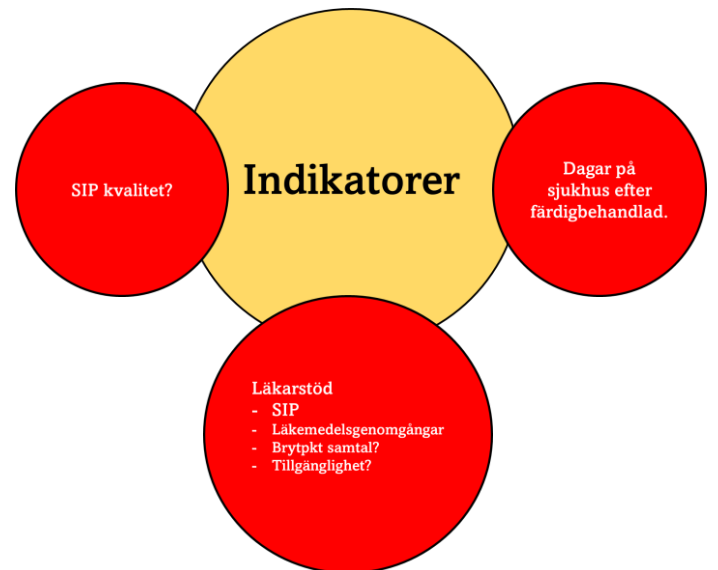 Indikatorer
SIP kvalitet?
Dagar på
sjukhus efter
färdigbehandlad.
Läkarstöd
- SIP
- Läkemedelsgenomgångar
- Brytpkt samtal?
- Tillgänglighet?